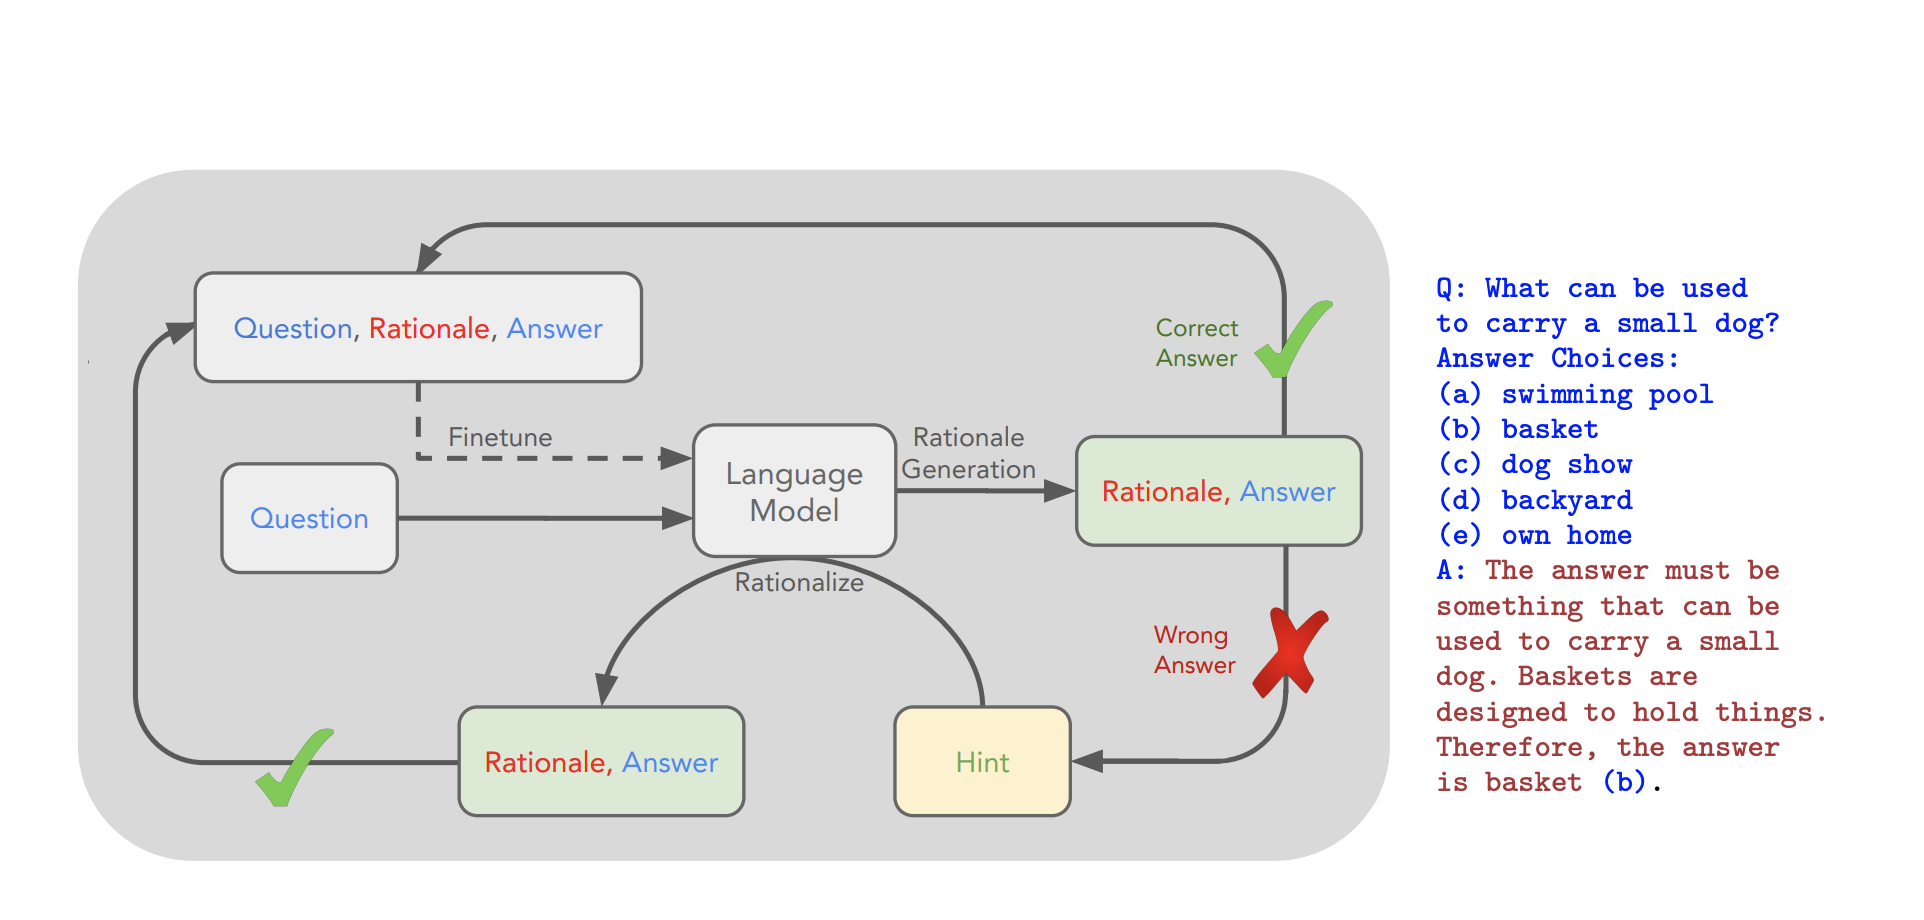 Question, Rationale, Answer
Correct
Answer
Finetune
Rationale
Generation
Language
Model
Question
Rationale, Answer
Rationalize
Wrong
Answer
Rationale, Answer
Hint
Q: What can be used
to carry a small dog?
Answer Choices:
(a) swimming pool
(b) basket
(c) dog show
(d) backyard
(e) own home
A: The answer must be
something that can be
used to carry a small
dog. Baskets are
designed to hold things.
Therefore, the answer
is basket (b).